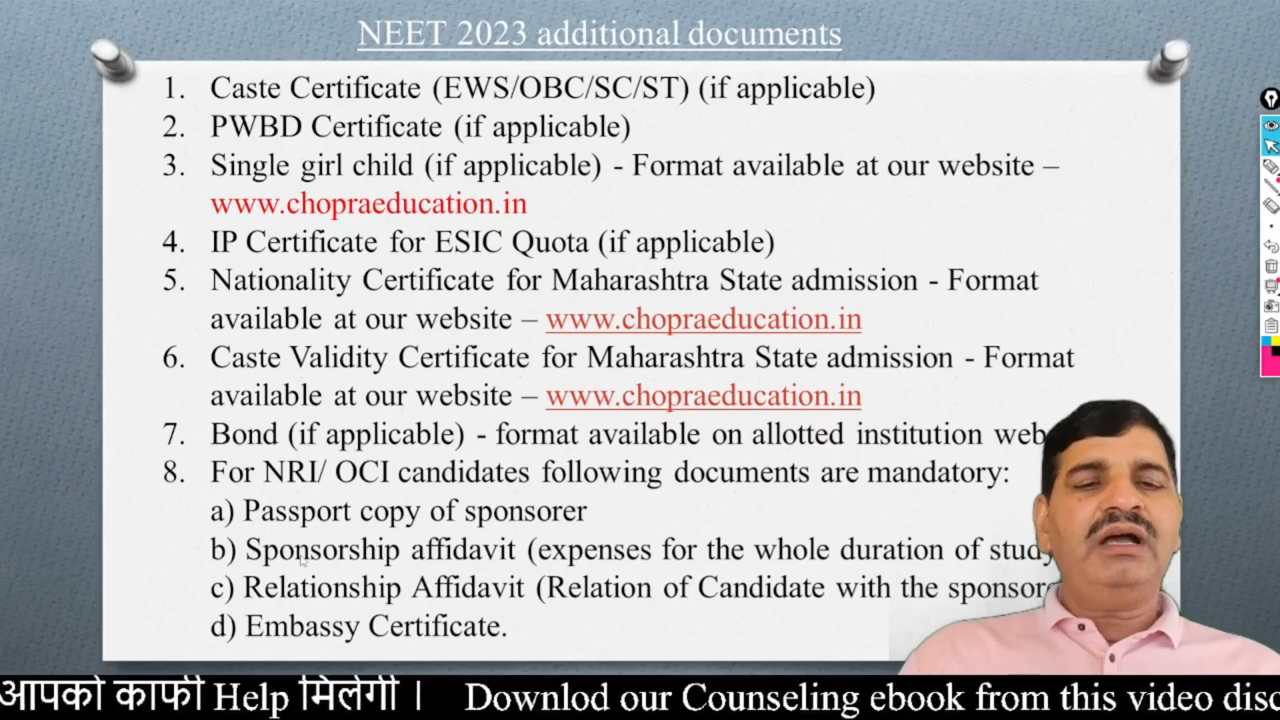 NEET 2023 additional documents
1. Caste Certificate (EWS/OBC/SC/ST) (if applicable)
2. PWBD Certificate (if applicable)
3. Single girl child (if applicable) - Format available at our website –
www.chopraeducation.in
4. IP Certificate for ESIC Quota (if applicable)
5. Nationality Certificate for Maharashtra State admission - Format
available at our website – www.chopraeducation.in
6. Caste Validity Certificate for Maharashtra State admission - Format
available at our website – www.chopraeducation.in
7. Bond (if applicable) - format available on allotted institution web
8. For NRI/ OCI candidates following documents are mandatory:
a) Passport copy of sponsorer
b) Sponsorship affidavit (expenses for the whole duration of study
c) Relationship Affidavit (Relation of Candidate with the sponsor
d) Embassy Certificate.
आपको काफी Help मिलेगी । Downlod our Counseling ebook from this video disc